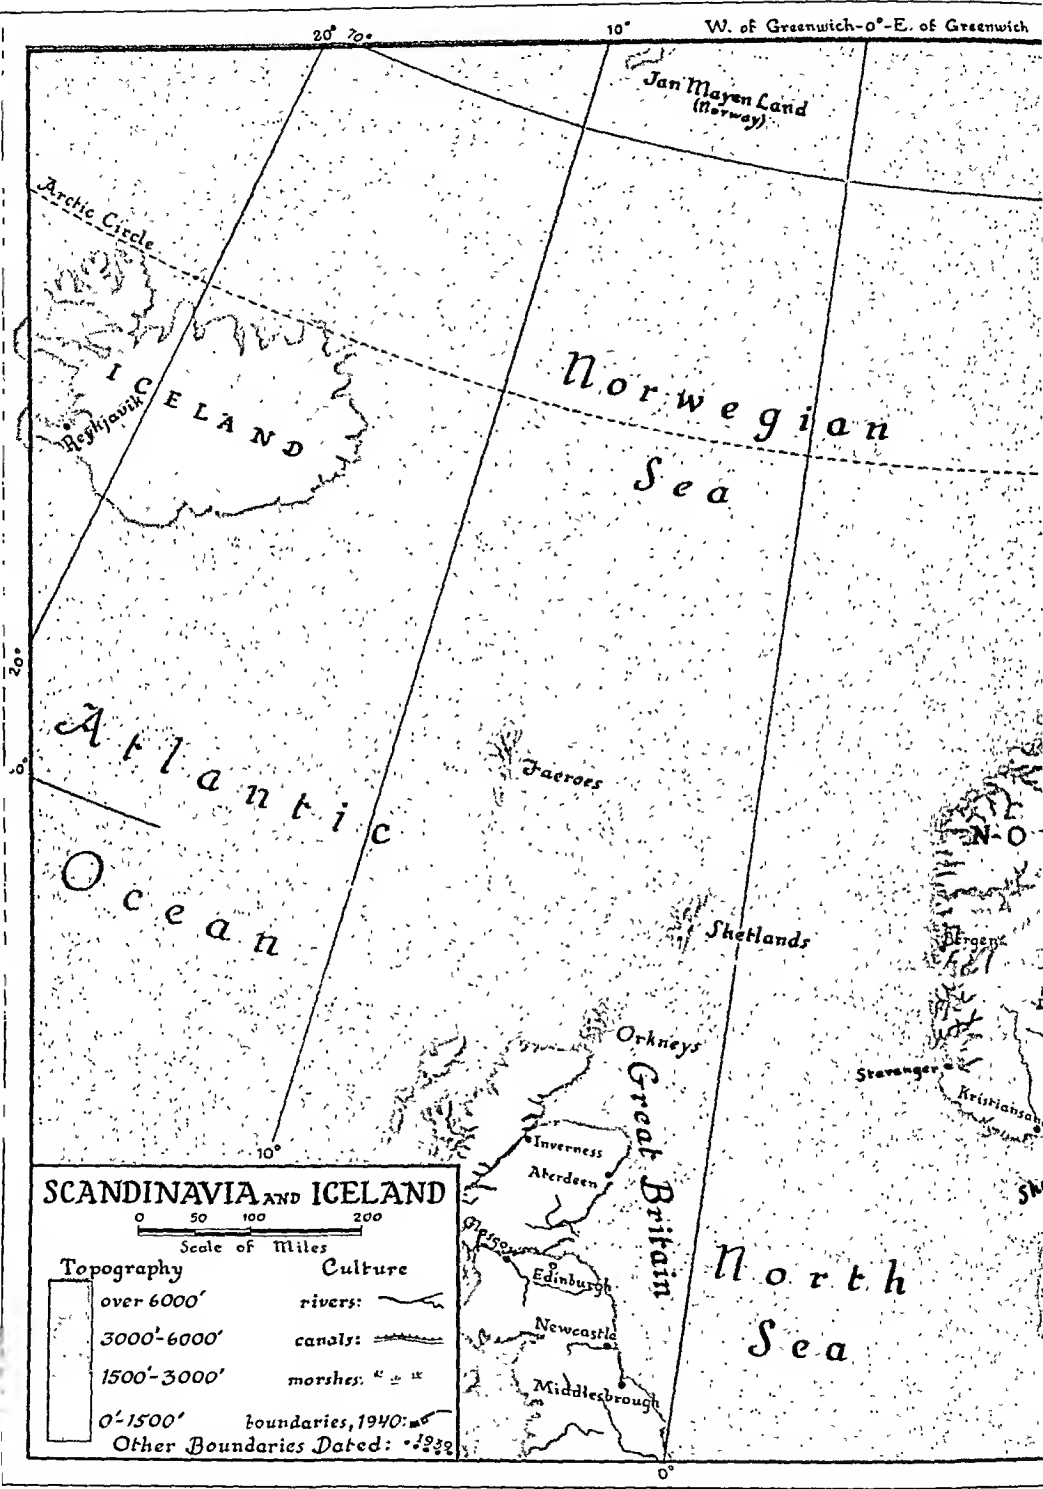 20° 70° 10° W. of Greenwich-0°-E. of Greenwich
Jan Mayen Land
(Norway)
Arctic Circle
ICELAND
Reykjavik
Norwegian
Sea
20°
Atlantic
Ocean
Faeroes
N-O
Shetlands
Bergen
Orkneys
Stavanger
Great Britain
Inverness
Aberdeen
10°
Glasgow
Edinburgh
Newcastle
Middlesbrough
North
Sea
0°
SCANDINAVIA AND ICELAND
0 50 100 200
Scale of Miles
Topography Culture
over 6000' rivers:
3000'-6000' canals:
1500'-3000' morshes:
0'-1500' boundaries, 1940:
Other Boundaries Dated: 1939